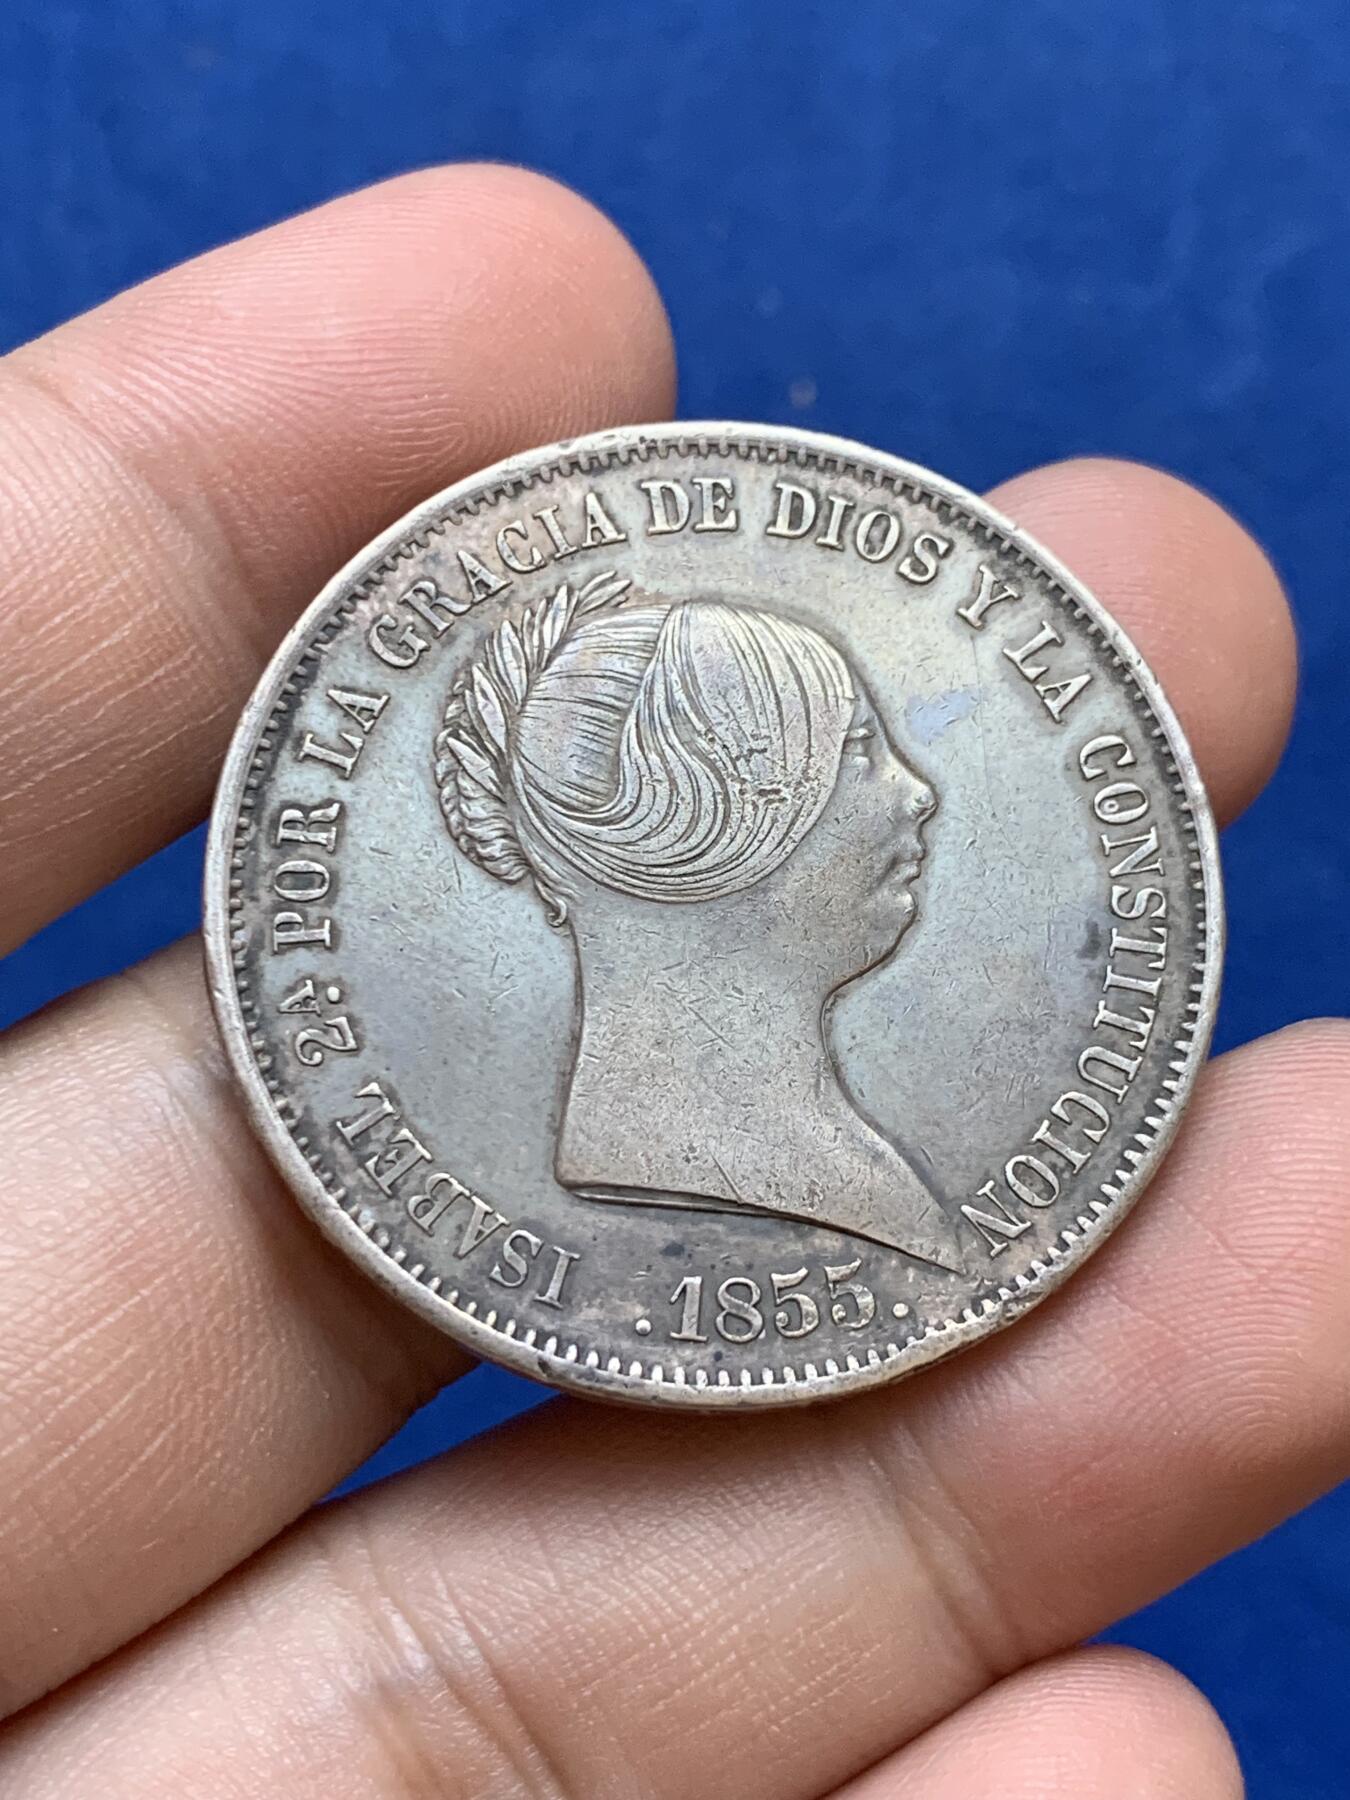 ISABEL 2ª. POR LA GRACIA DE DIOS Y LA CONSTITUCION
.1855.